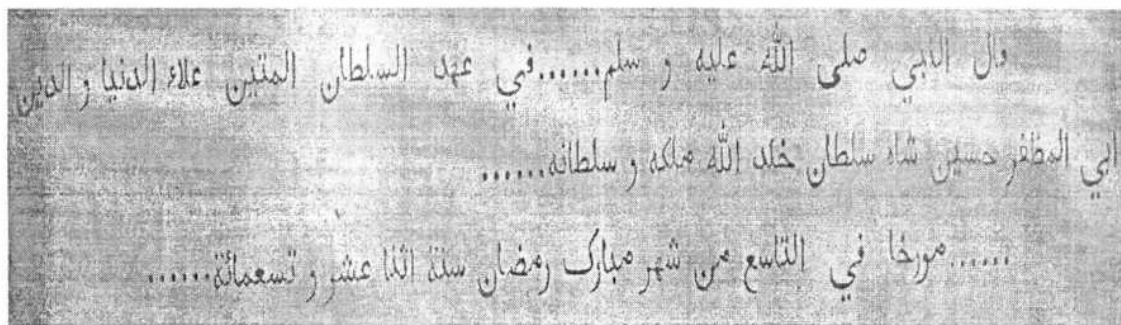 قال النبي صلى الله عليه و سلم......في عهد السلطان المتين علاء الدنيا و الدين
ابي المظفر حسين شاه سلطان خلد الله ملكه و سلطانه......
......مورخا في التاسع من شهر مبارك رمضان سنة اثنا عشر و تسعمائة......